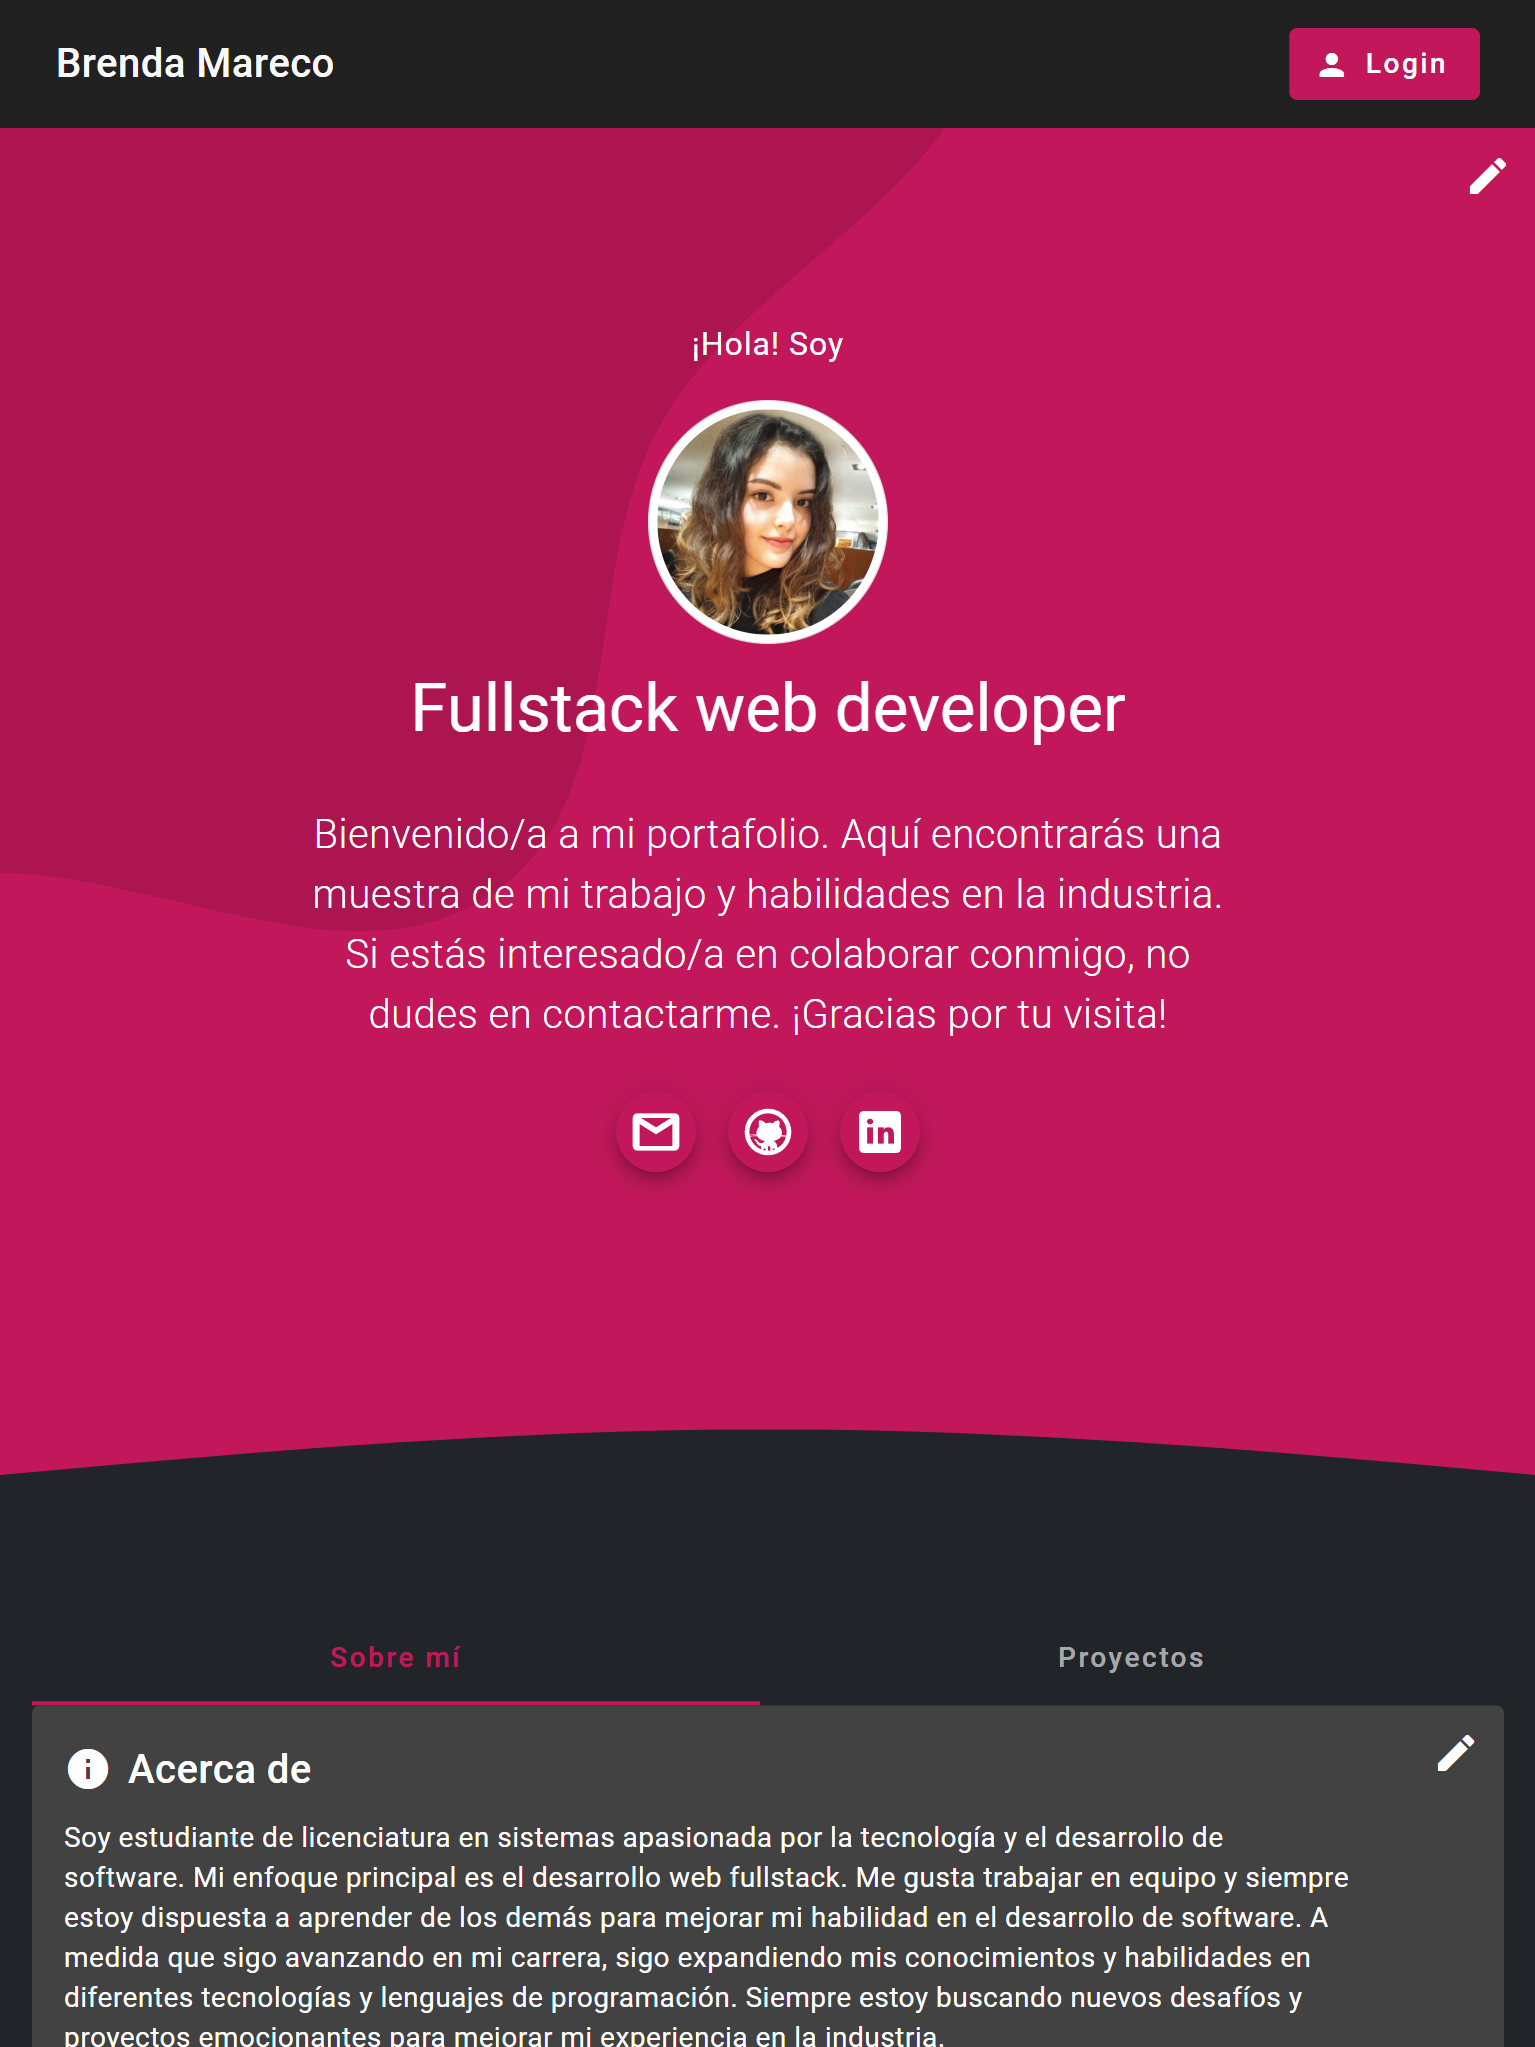 Brenda Mareco
Login
¡Hola! Soy
Fullstack web developer
Bienvenido/a a mi portafolio. Aquí encontrarás una
muestra de mi trabajo y habilidades en la industria.
Si estás interesado/a en colaborar conmigo, no
dudes en contactarme. ¡Gracias por tu visita!
Sobre mí
Proyectos
Acerca de
Soy estudiante de licenciatura en sistemas apasionada por la tecnología y el desarrollo de
software. Mi enfoque principal es el desarrollo web fullstack. Me gusta trabajar en equipo y siempre
estoy dispuesta a aprender de los demás para mejorar mi habilidad en el desarrollo de software. A
medida que sigo avanzando en mi carrera, sigo expandiendo mis conocimientos y habilidades en
diferentes tecnologías y lenguajes de programación. Siempre estoy buscando nuevos desafíos y
proyectos emocionantes para mejorar mi experiencia en la industria.